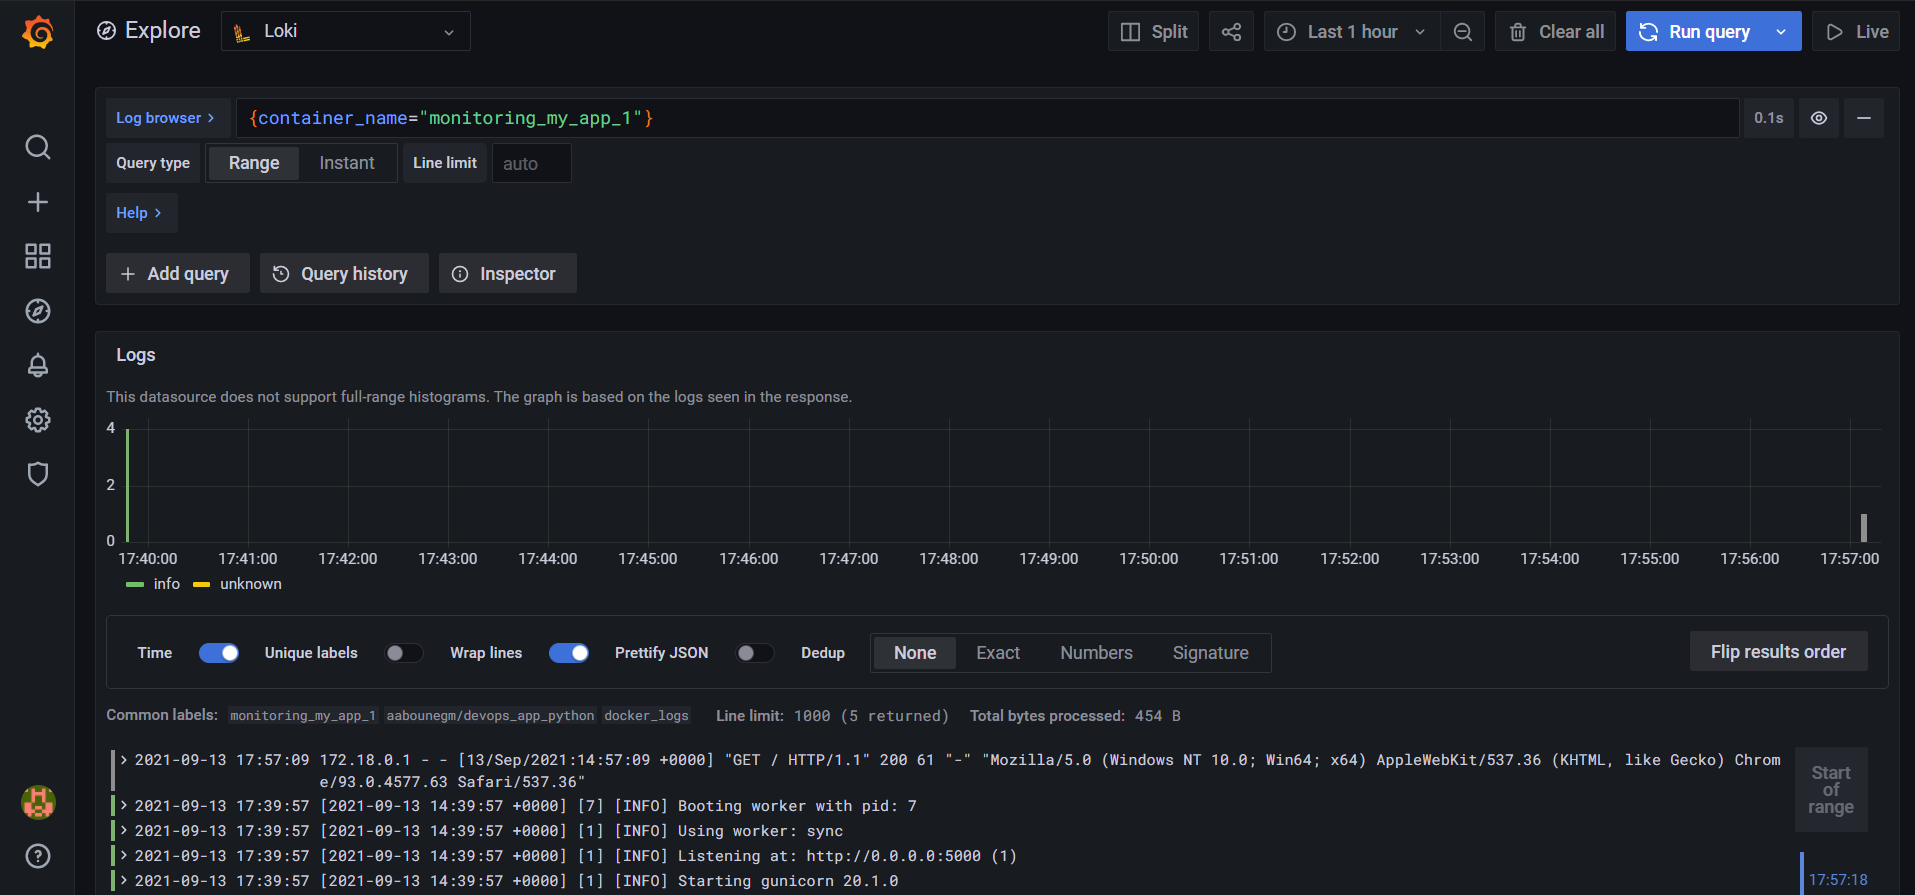 Explore Loki Split Last 1 hour Clear all Run query Live
Log browser > {container_name="monitoring_my_app_1"} 0.1s
Query type Range Instant Line limit auto
Help >
+ Add query Query history Inspector
Logs
This datasource does not support full-range histograms. The graph is based on the logs seen in the response.
4
2
0
17:40:00 17:41:00 17:42:00 17:43:00 17:44:00 17:45:00 17:46:00 17:47:00 17:48:00 17:49:00 17:50:00 17:51:00 17:52:00 17:53:00 17:54:00 17:55:00 17:56:00 17:57:00
info unknown
Time Unique labels Wrap lines Prettify JSON Dedup None Exact Numbers Signature Flip results order
Common labels: monitoring_my_app_1 aabounegm/devops_app_python docker_logs Line limit: 1000 (5 returned) Total bytes processed: 454 B
> 2021-09-13 17:57:09 172.18.0.1 - - [13/Sep/2021:14:57:09 +0000] "GET / HTTP/1.1" 200 61 "-" "Mozilla/5.0 (Windows NT 10.0; Win64; x64) AppleWebKit/537.36 (KHTML, like Gecko) Chrom
e/93.0.4577.63 Safari/537.36"
> 2021-09-13 17:39:57 [2021-09-13 14:39:57 +0000] [7] [INFO] Booting worker with pid: 7
> 2021-09-13 17:39:57 [2021-09-13 14:39:57 +0000] [1] [INFO] Using worker: sync
> 2021-09-13 17:39:57 [2021-09-13 14:39:57 +0000] [1] [INFO] Listening at: http://0.0.0.0:5000 (1)
> 2021-09-13 17:39:57 [2021-09-13 14:39:57 +0000] [1] [INFO] Starting gunicorn 20.1.0
Start
of
range
17:57:18